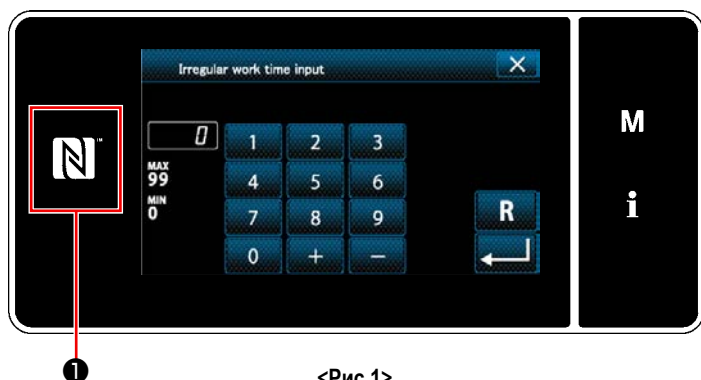 Irregular work time input
0
MAX
99
MIN
0
1 2 3
4 5 6
7 8 9
0 + −
R
M
i
N™
❶
<Рис.1>